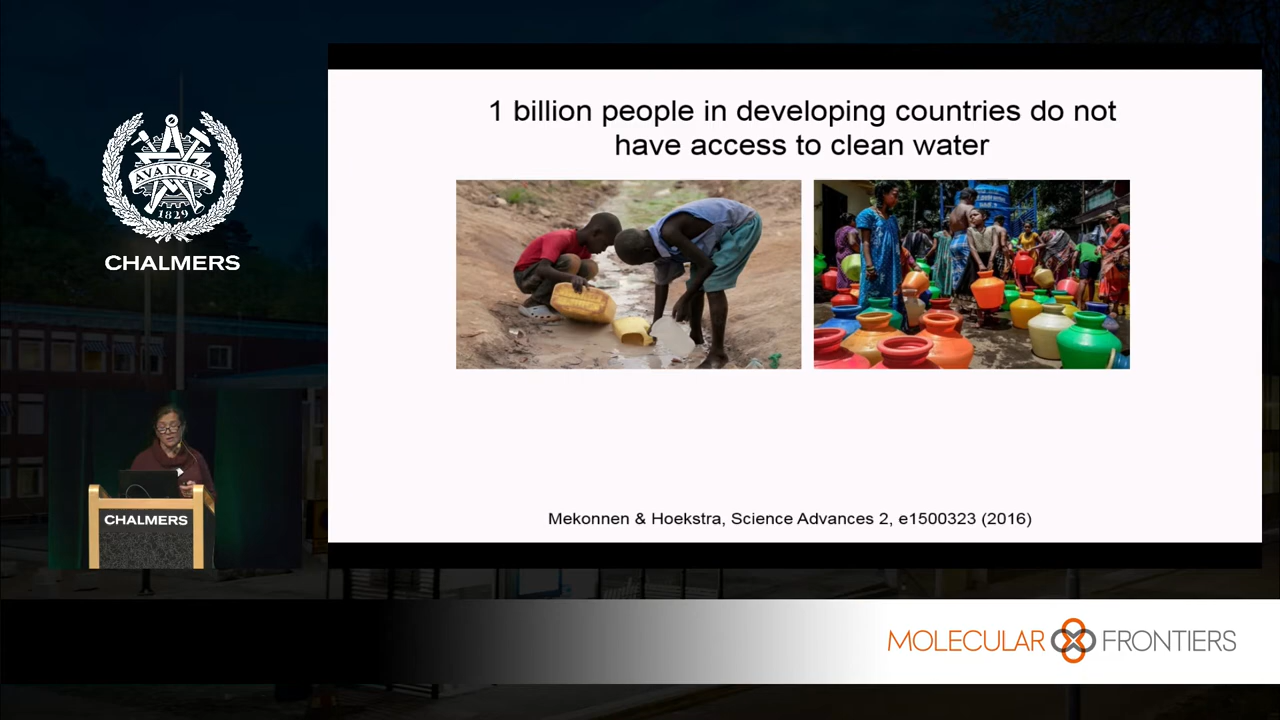 AVANCEZ
1829
CHALMERS
1 billion people in developing countries do not
have access to clean water
Mekonnen & Hoekstra, Science Advances 2, e1500323 (2016)
CHALMERS
MOLECULAR FRONTIERS